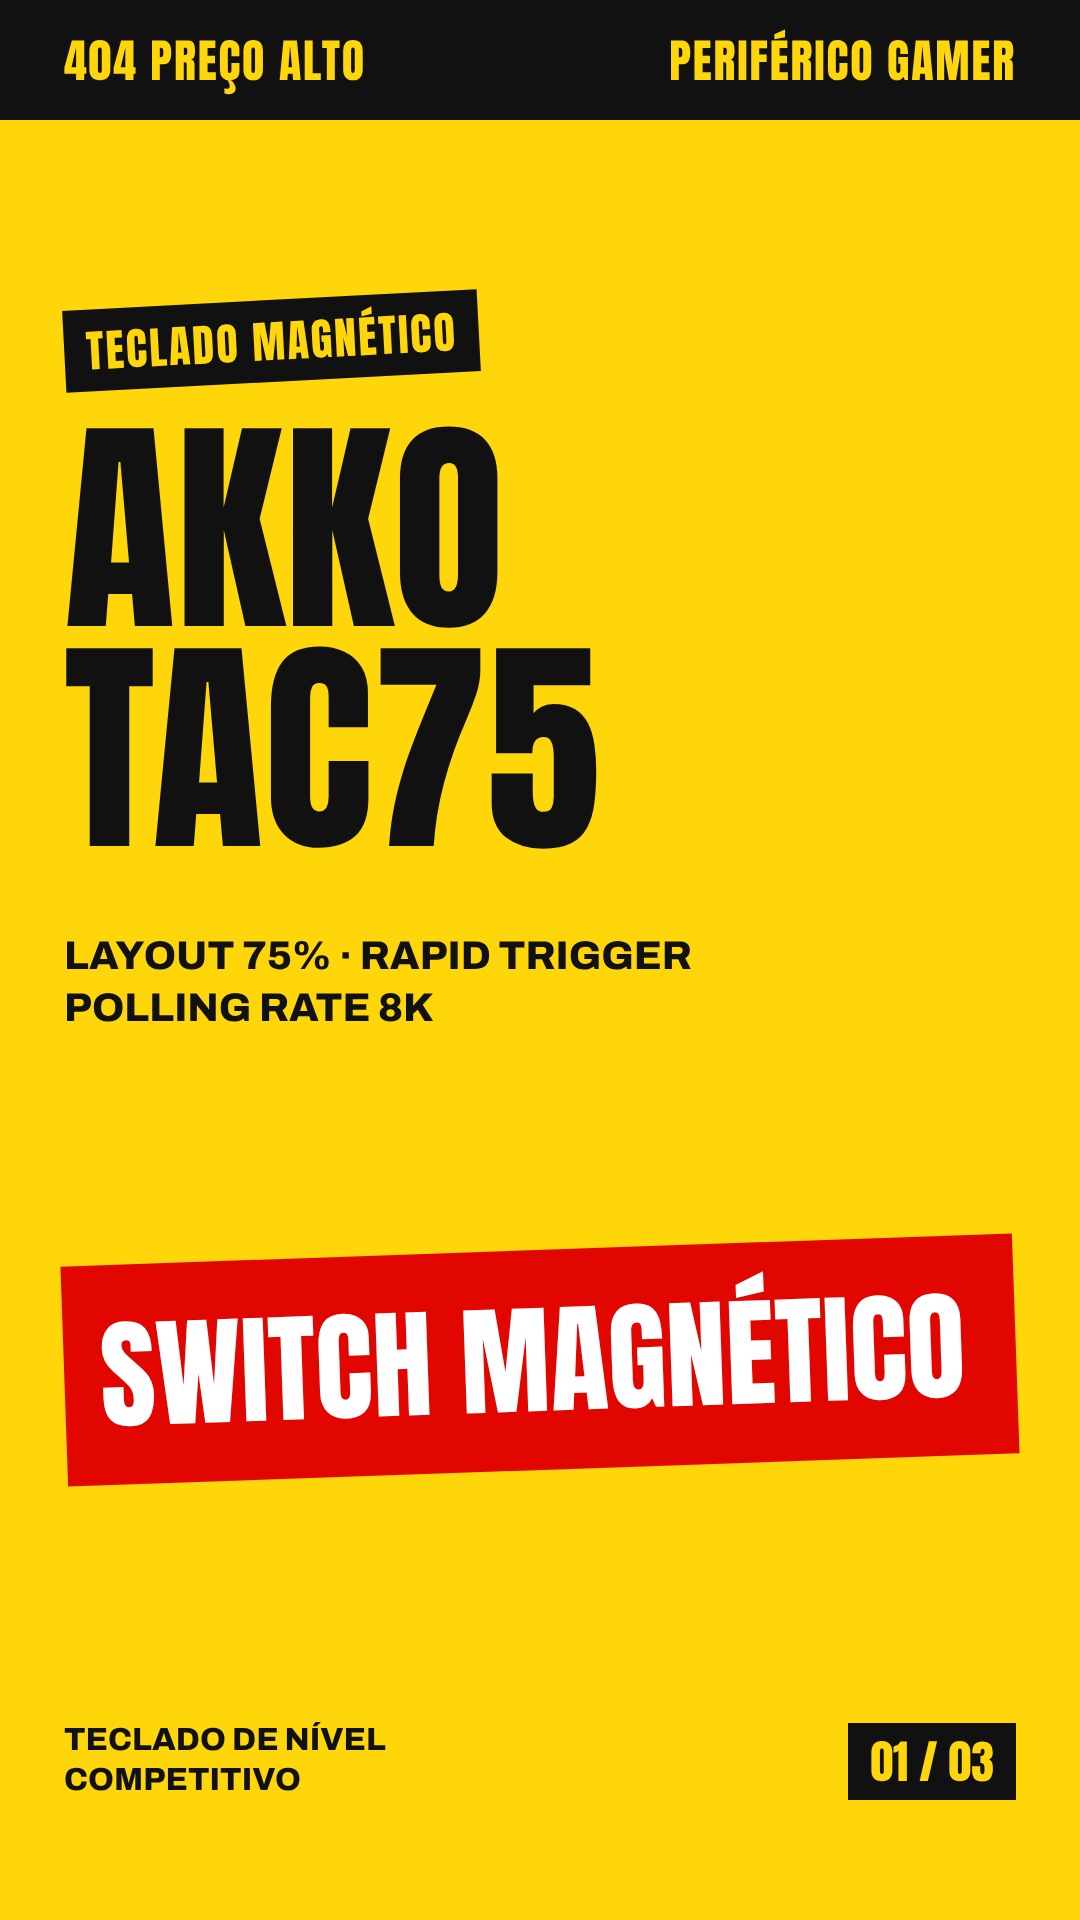 404 PREÇO ALTO
PERIFÉRICO GAMER
TECLADO MAGNÉTICO
AKKO
TAC75
LAYOUT 75% · RAPID TRIGGER
POLLING RATE 8K
SWITCH MAGNÉTICO
TECLADO DE NÍVEL
COMPETITIVO
01 / 03